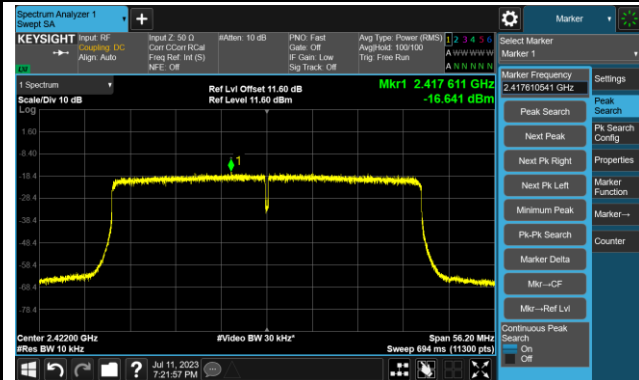 Spectrum Analyzer 1
Swept SA
Marker
KEYSIGHT
Input: RF
Coupling: DC
Align: Auto
Input Z: 50 Ω
Corr CCorr RCal
Freq Ref: Int (S)
NFE: Off
#Atten: 10 dB
PNO: Fast
Gate: Off
IF Gain: Low
Sig Track: Off
Avg Type: Power (RMS)
Avg|Hold: 100/100
Trig: Free Run
1 2 3 4 5 6
A W W W W W
A N N N N N
Select Marker
Marker 1
1 Spectrum
Scale/Div 10 dB
Log
Ref Lvl Offset 11.60 dB
Ref Level 11.60 dBm
Mkr1 2.417 611 GHz
-16.641 dBm
1.60
-8.40
-18.4
-28.4
-38.4
-48.4
-58.4
-68.4
-78.4
1
Center 2.42200 GHz
#Res BW 10 kHz
#Video BW 30 kHz*
Span 56.20 MHz
Sweep 694 ms (11300 pts)
Marker Frequency
2.417610541 GHz
Peak Search
Next Peak
Next Pk Right
Next Pk Left
Minimum Peak
Pk-Pk Search
Marker Delta
Mkr→CF
Mkr→Ref Lvl
Continuous Peak
Search
On
Off
Settings
Peak
Search
Pk Search
Config
Properties
Marker
Function
Marker→
Counter
Jul 11, 2023
7:21:57 PM